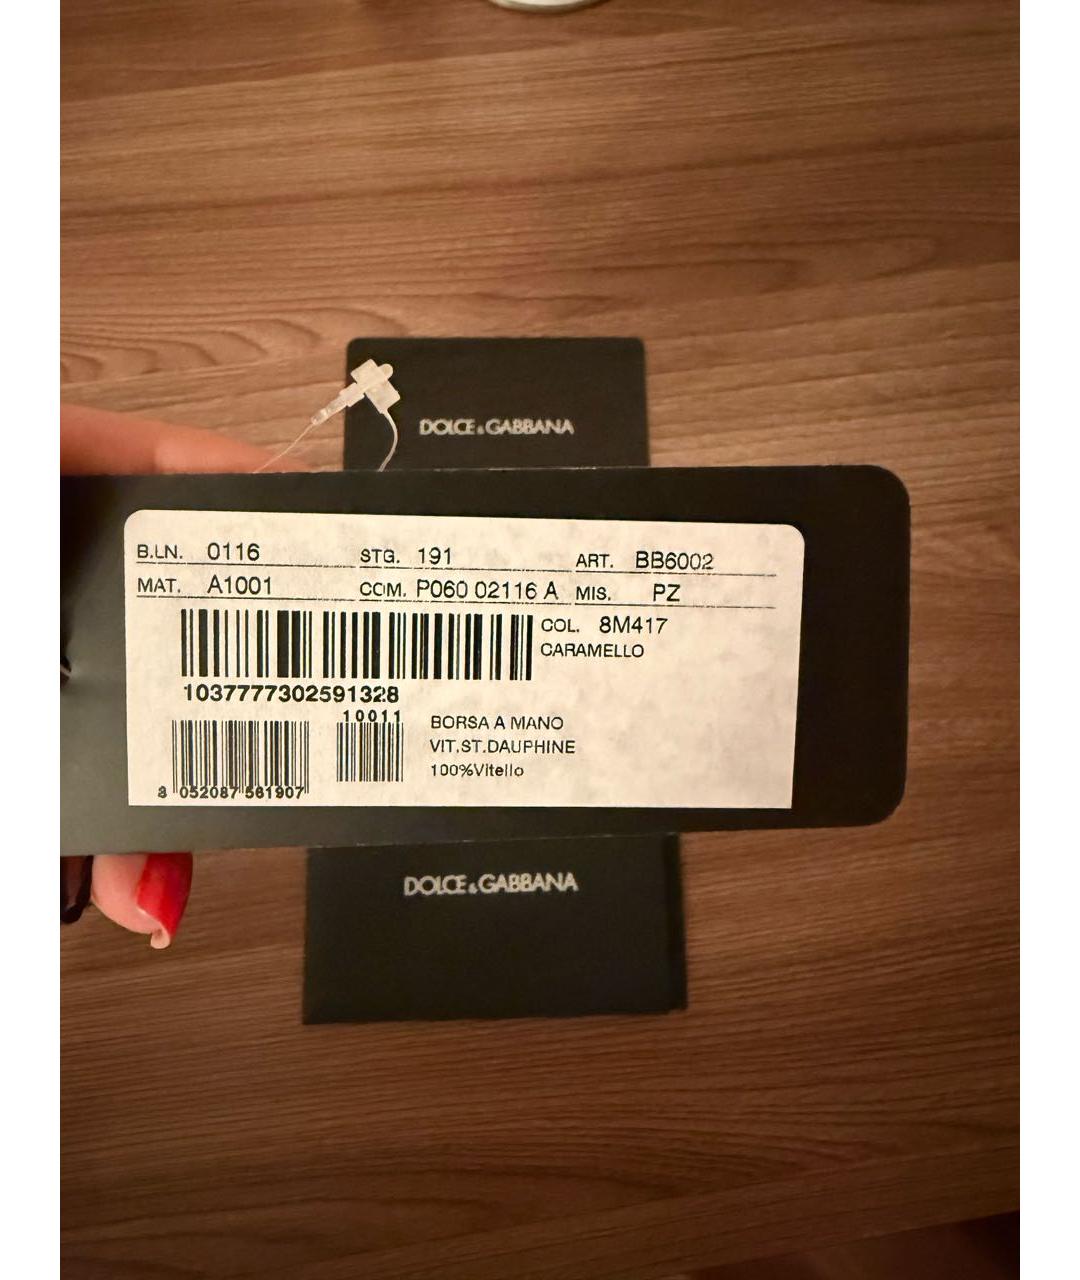 DOLCE&GABBANA
B.LN. 0116 STG. 191 ART. BB6002
MAT. A1001 COM. P060 02116 A MIS. PZ
COL. 8M417
CARAMELLO
1037777302591328
10011
BORSA A MANO
VIT.ST.DAUPHINE
100%Vitello
8 052087 561907
DOLCE&GABBANA